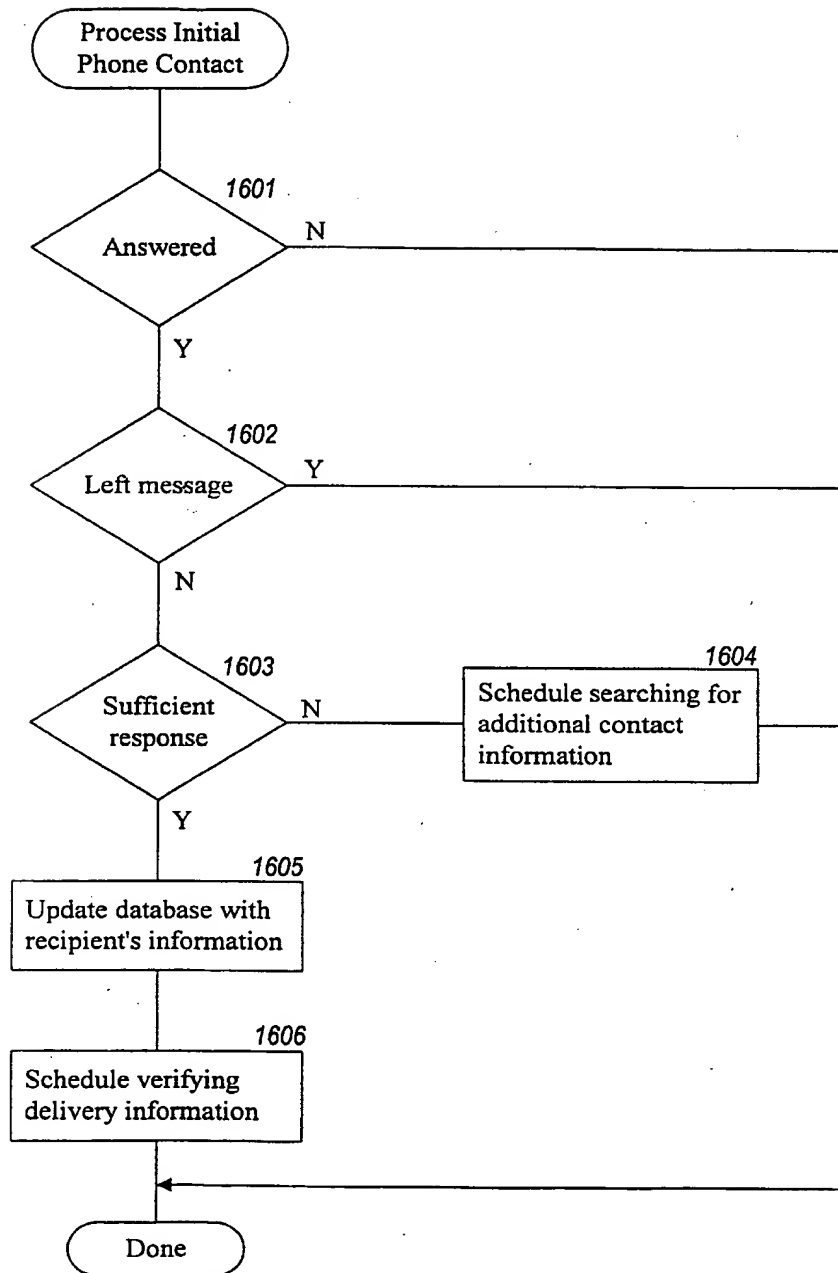 Process Initial
Phone Contact
1601
Answered
N
Y
1602
Left message
Y
N
1603
Sufficient
response
N
1604
Schedule searching for
additional contact
information
Y
1605
Update database with
recipient's information
1606
Schedule verifying
delivery information
Done